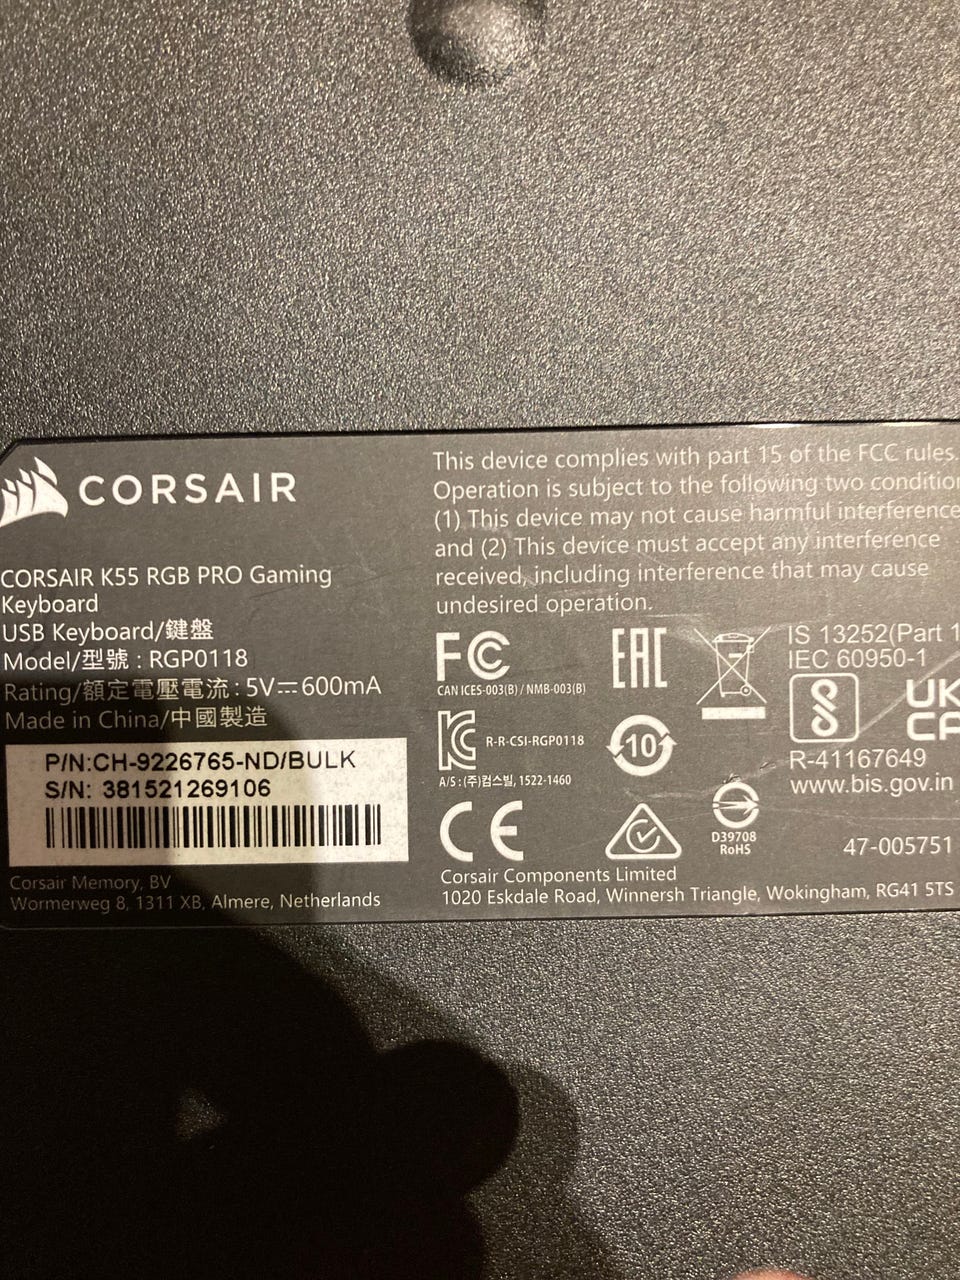 CORSAIR
CORSAIR K55 RGB PRO Gaming
Keyboard
USB Keyboard/鍵盤
Model/型號 : RGP0118
Rating/額定電壓電流 : 5V⎓600mA
Made in China/中國製造
P/N:CH-9226765-ND/BULK
S/N: 381521269106
Corsair Memory, BV
Wormerweg 8, 1311 XB, Almere, Netherlands
This device complies with part 15 of the FCC rules.
Operation is subject to the following two condition
(1) This device may not cause harmful interference
and (2) This device must accept any interference
received, including interference that may cause
undesired operation.
FC
CAN ICES-003(B) / NMB-003(B)
EAC
IS 13252(Part 1
IEC 60950-1
R-41167649
www.bis.gov.in
UK
CA
KC
R-R-CSI-RGP0118
A/S : (주)컴스빌, 1522-1460
10
CE
D39708
RoHS
47-005751
Corsair Components Limited
1020 Eskdale Road, Winnersh Triangle, Wokingham, RG41 5TS